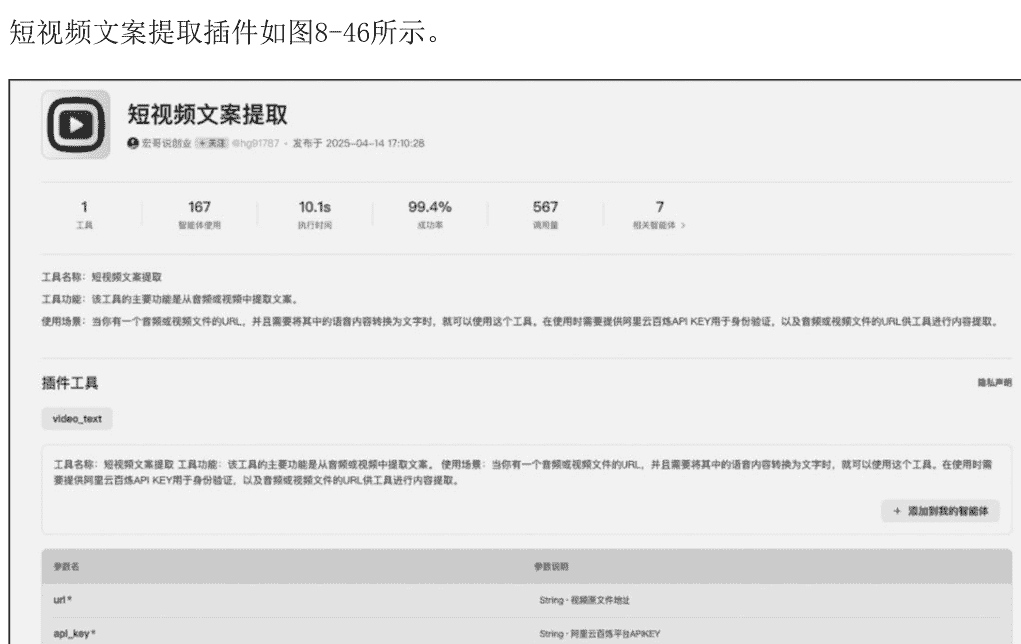 短视频文案提取插件如图8-46所示。
短视频文案提取
宏哥说创业 +关注 @hg91787 · 发布于 2025-04-14 17:10:28
1 167 10.1s 99.4% 567 7
工具 智能体使用 执行时间 成功率 调用量 相关智能体 >
工具名称：短视频文案提取
工具功能：该工具的主要功能是从音频或视频中提取文案。
使用场景：当你有一个音频或视频文件的URL，并且需要将其中的语音内容转换为文字时，就可以使用这个工具。在使用时需要提供阿里云百炼API KEY用于身份验证，以及音频或视频文件的URL供工具进行内容提取。
插件工具 隐私声明
video_text
工具名称：短视频文案提取 工具功能：该工具的主要功能是从音频或视频中提取文案。 使用场景：当你有一个音频或视频文件的URL，并且需要将其中的语音内容转换为文字时，就可以使用这个工具。在使用时需
要提供阿里云百炼API KEY用于身份验证，以及音频或视频文件的URL供工具进行内容提取。
+ 添加到我的智能体
参数名 参数说明
url* String · 视频原文件地址
api_key* String · 阿里云百炼平台APIKEY